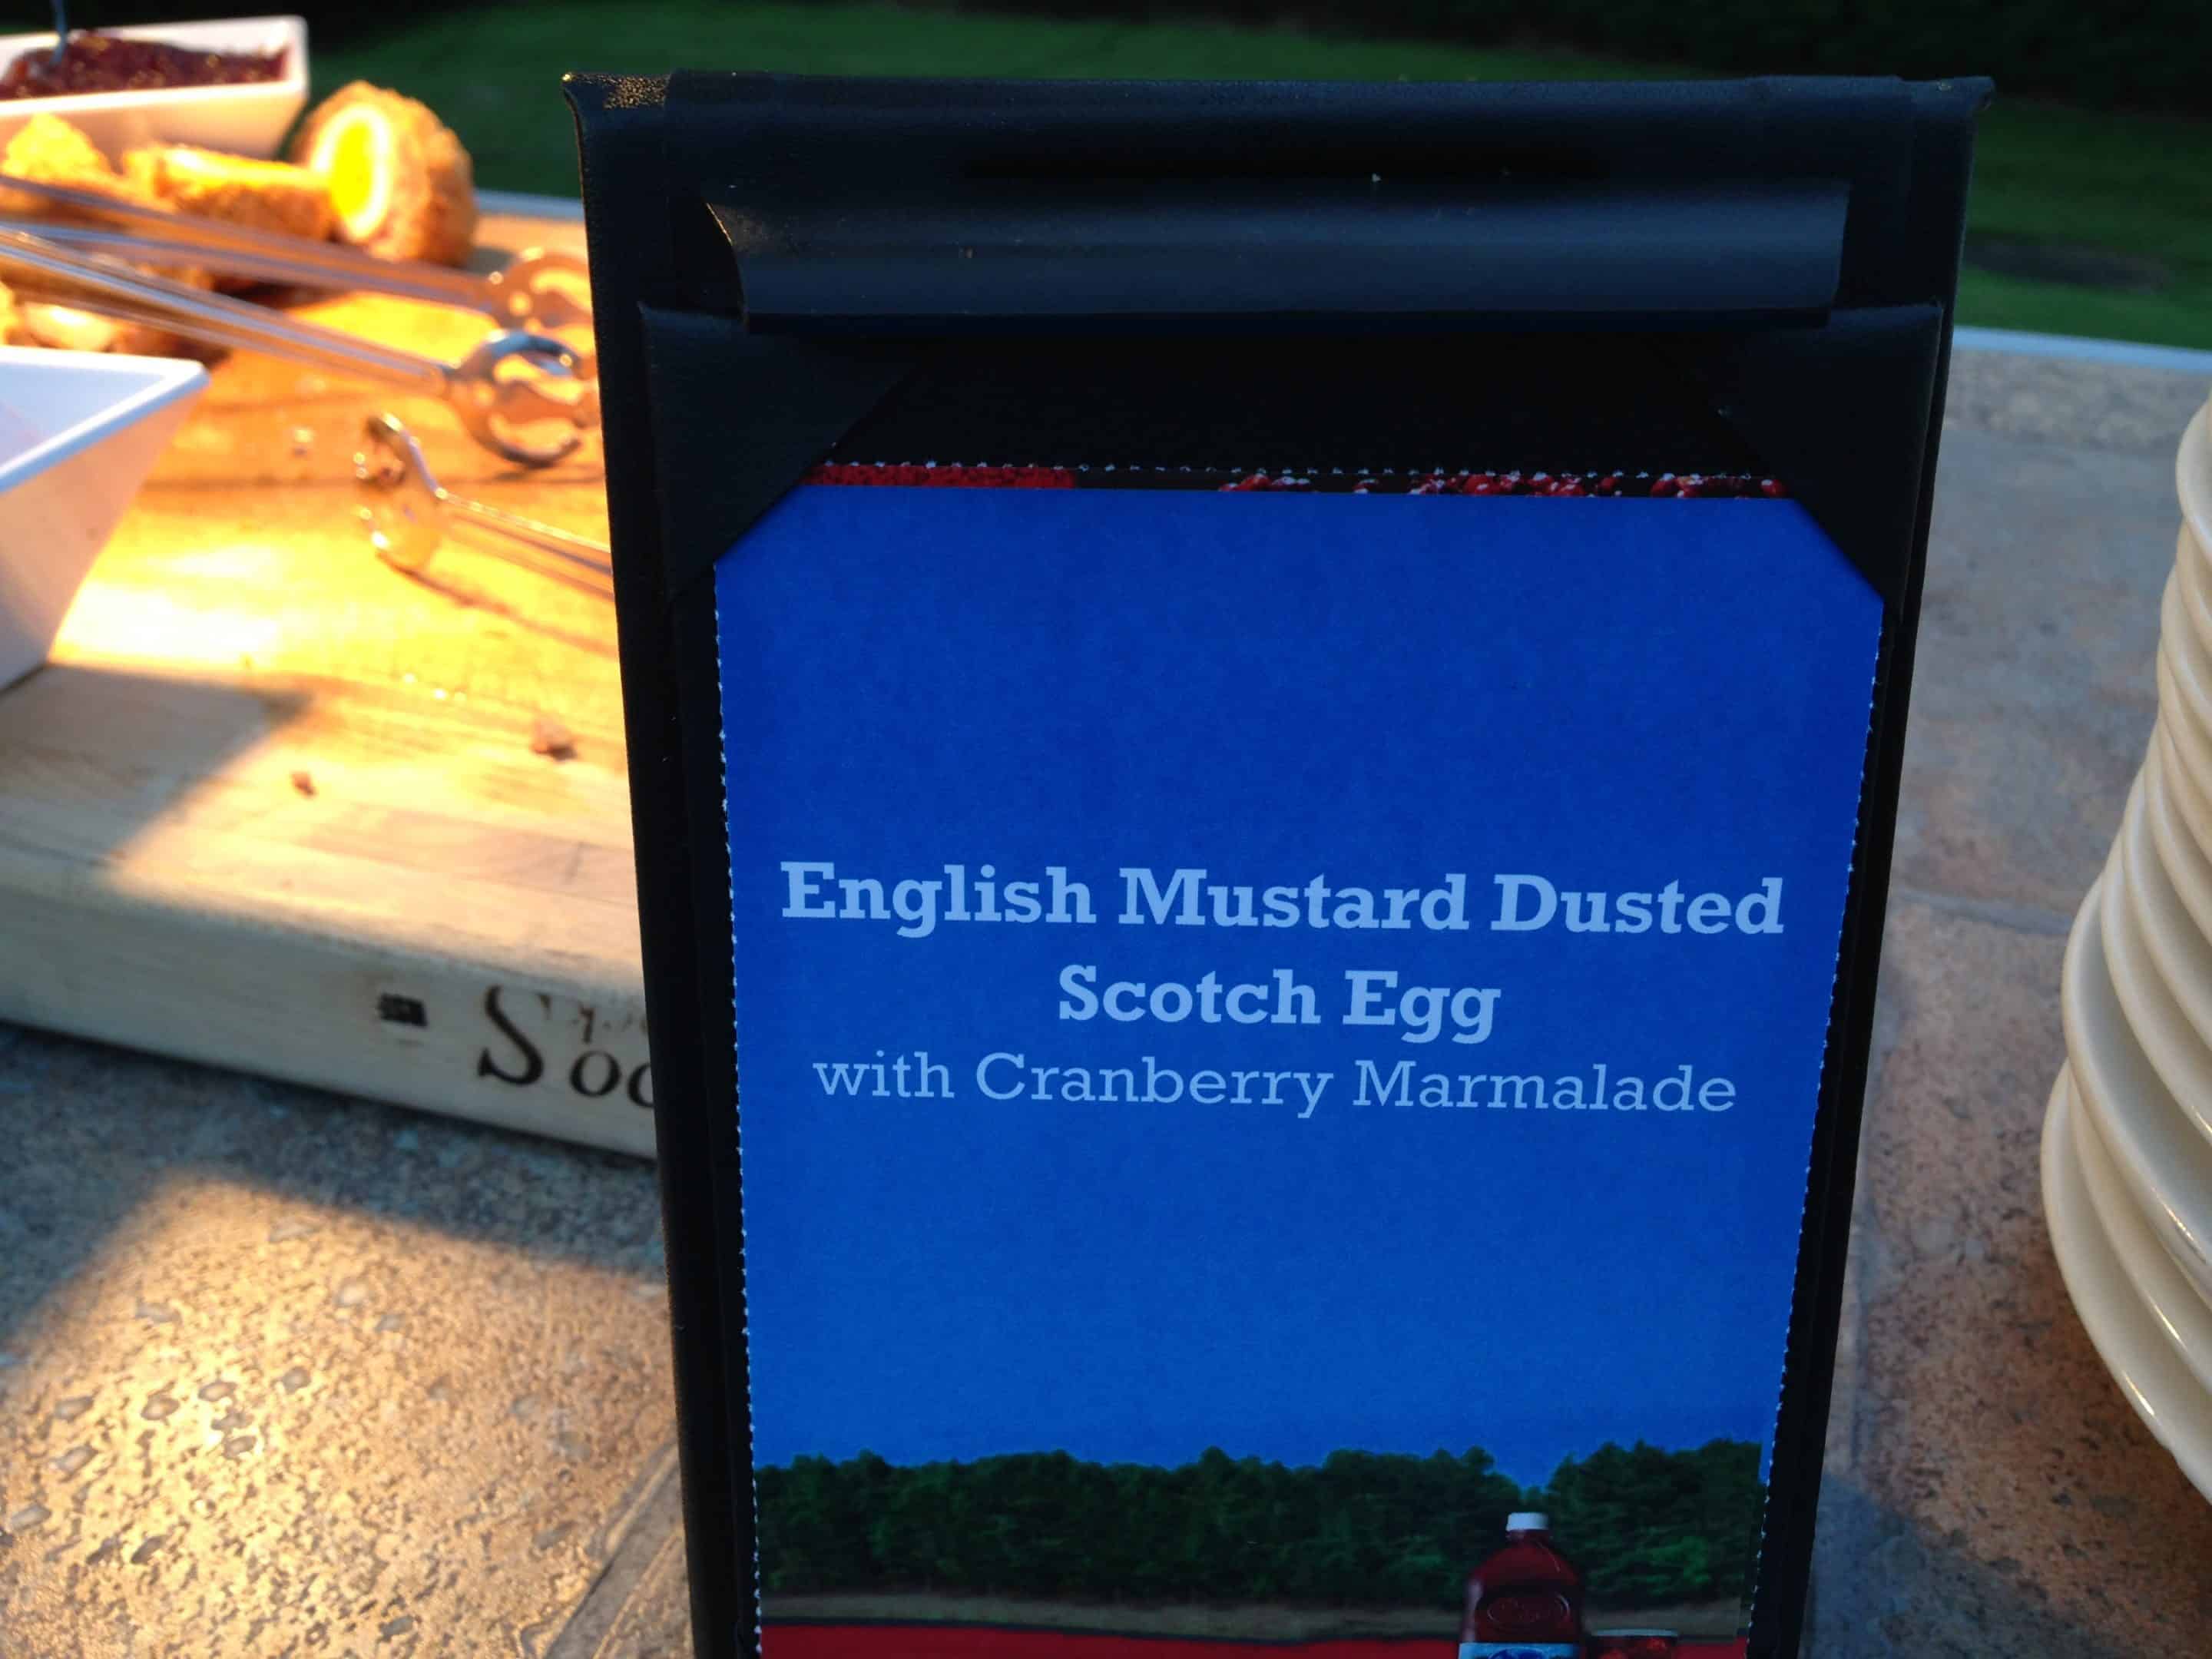 English Mustard Dusted
Scotch Egg
with Cranberry Marmalade